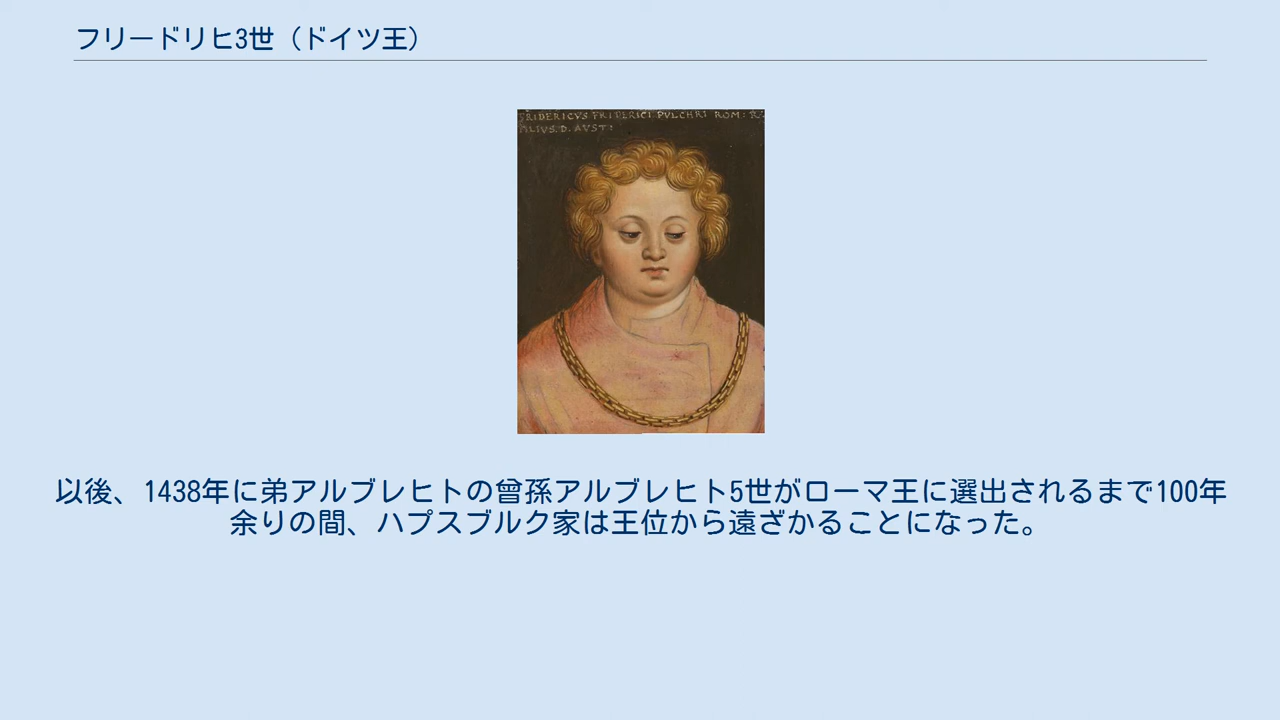 フリードリヒ3世（ドイツ王）
FRIDERICVS FRIDERICI PVLCHRI ROM: R
FILIVS. D. AVST:
以後、1438年に弟アルブレヒトの曾孫アルブレヒト5世がローマ王に選出されるまで100年
余りの間、ハプスブルク家は王位から遠ざかることになった。